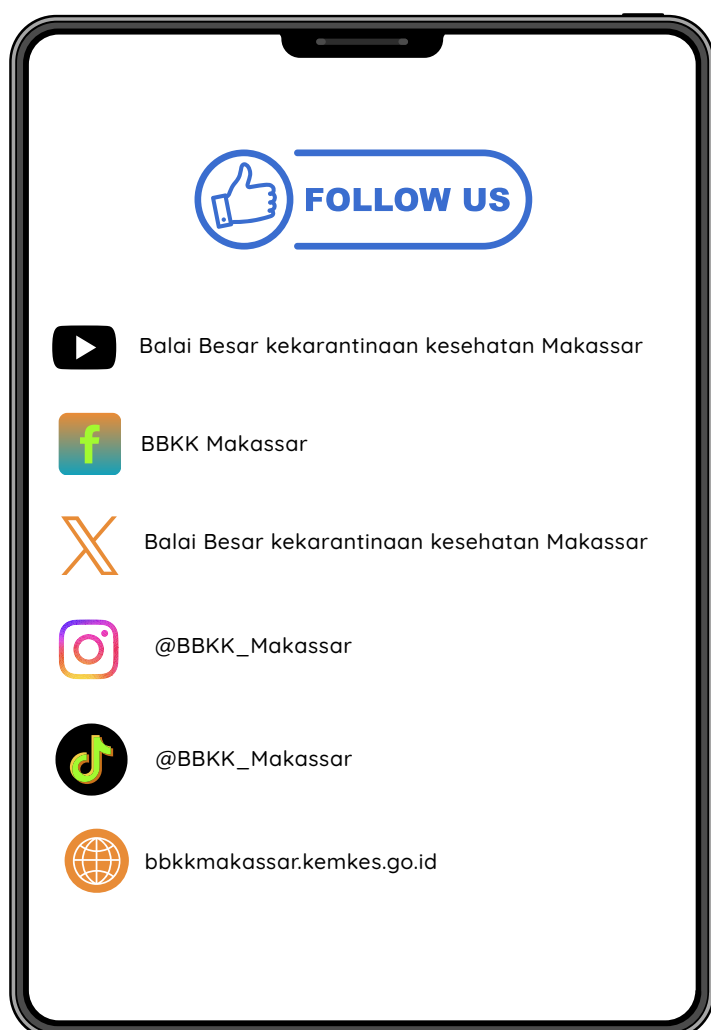 FOLLOW US
Balai Besar kekarantinaan kesehatan Makassar
BBKK Makassar
Balai Besar kekarantinaan kesehatan Makassar
@BBKK_Makassar
@BBKK_Makassar
bbkkmakassar.kemkes.go.id